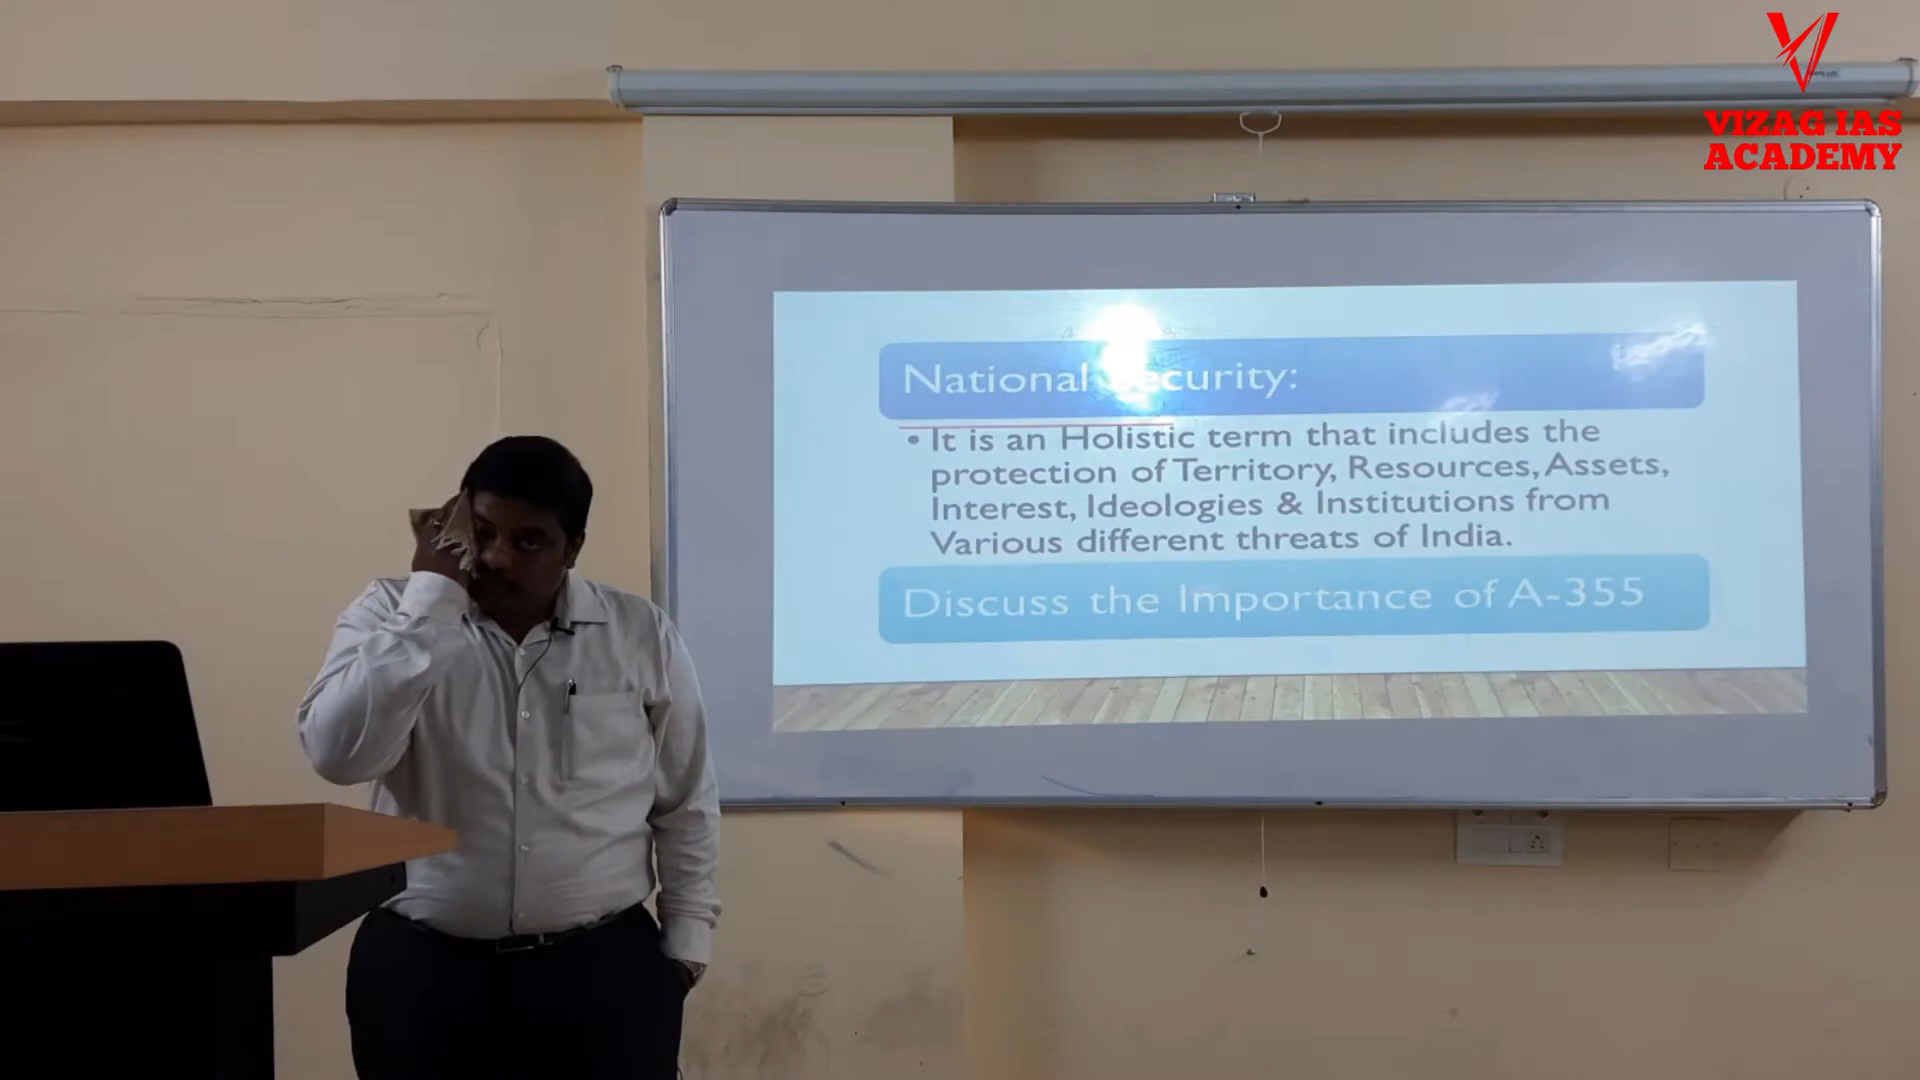 VIZAG IAS
ACADEMY
National Security:
• It is an Holistic term that includes the
protection of Territory, Resources, Assets,
Interest, Ideologies & Institutions from
Various different threats of India.
Discuss the Importance of A-355